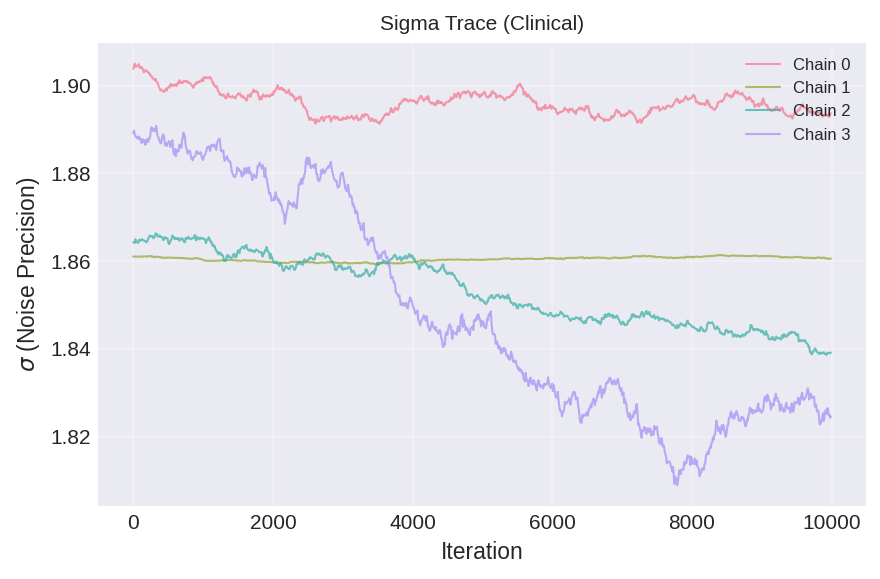 Sigma Trace (Clinical)
Chain 0
Chain 1
Chain 2
Chain 3
σ (Noise Precision)
1.90
1.88
1.86
1.84
1.82
0 2000 4000 6000 8000 10000
Iteration